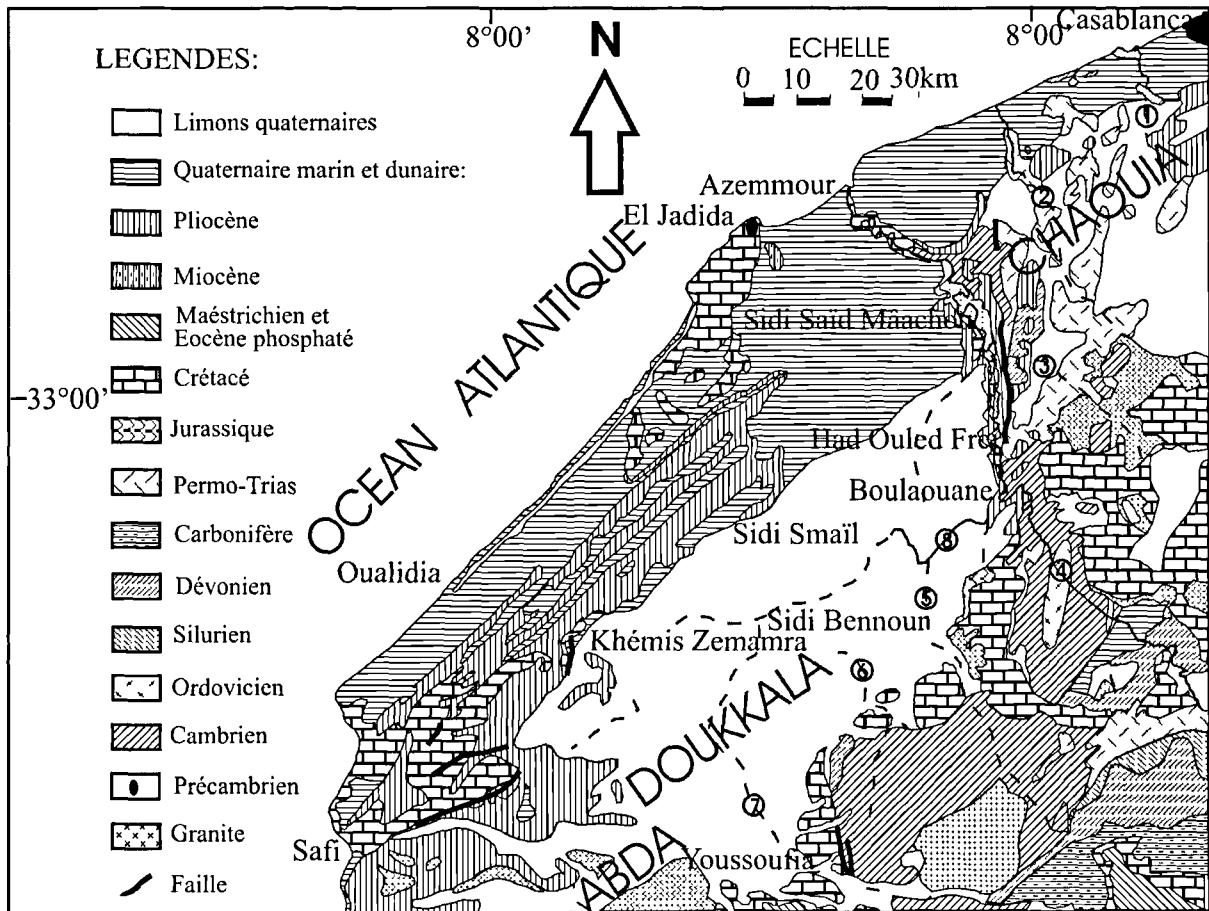 8°00'
N
ECHELLE
0 10 20 30km
8°00'
Casablanca
LEGENDES:
Limons quaternaires
Quaternaire marin et dunaire:
Pliocène
Miocène
Maéstrichien et
Eocène phosphaté
Crétacé
Jurassique
Permo-Trias
Carbonifère
Dévonien
Silurien
Ordovicien
Cambrien
Précambrien
Granite
Faille
33°00'
OCEAN ATLANTIQUE
Azemmour
El Jadida
CHAOUIA
Sidi Saïd Mâachou
Had Ouled Frej
Boulaouane
Sidi Smaïl
Oualidia
Sidi Bennoun
Khémis Zemamra
DOUKKALA
ABDA
Safi
Youssoufia
1
2
3
4
5
6
7
8